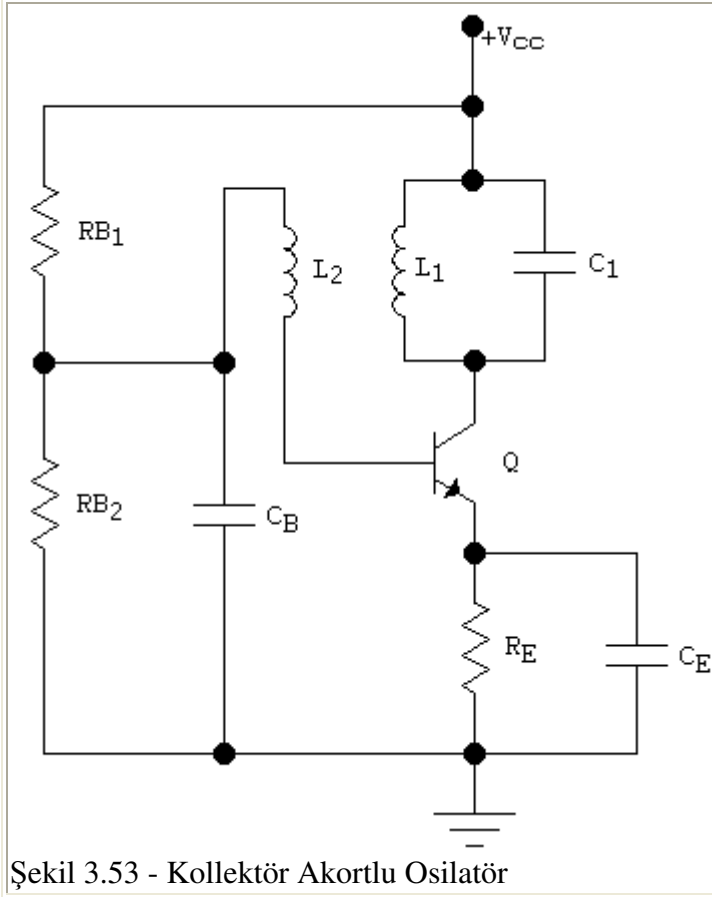 +VCC
RB1
L2
L1
C1
Q
RB2
CB
RE
CE
Şekil 3.53 - Kollektör Akortlu Osilatör